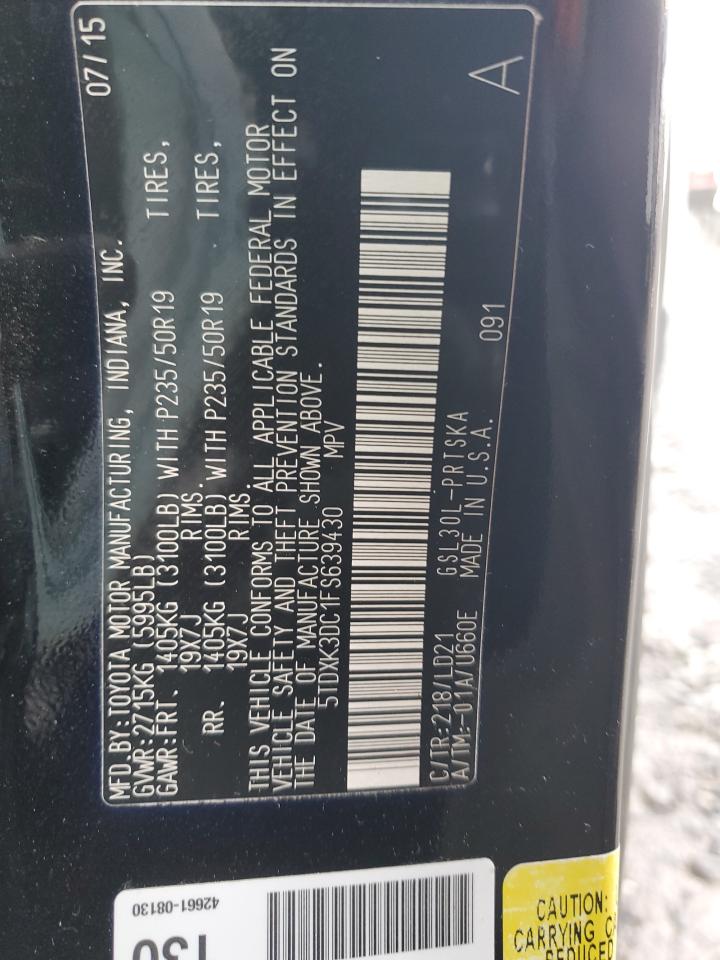 MFD.BY:TOYOTA MOTOR MANUFACTURING, INDIANA, INC. 07/15
GVWR:2715KG (5995LB)
GAWR:FRT. 1405KG (3100LB) WITH P235/50R19 TIRES,
19X7J RIMS.
RR. 1405KG (3100LB) WITH P235/50R19 TIRES,
19X7J RIMS.
THIS VEHICLE CONFORMS TO ALL APPLICABLE FEDERAL MOTOR
VEHICLE SAFETY AND THEFT PREVENTION STANDARDS IN EFFECT ON
THE DATE OF MANUFACTURE SHOWN ABOVE.
5TDXK3DC1FS639430 MPV
C/TR:218/LD21 GSL30L-PRTSKA
A/TM:-01A/U660E MADE IN U.S.A. 091 A
42661-08130
130
CAUTION:
CARRYING
REDUCED